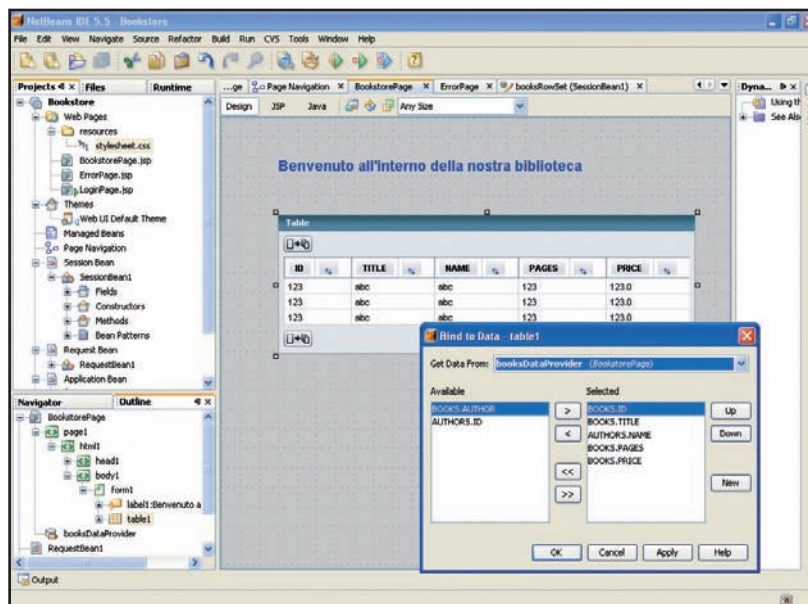 NetBeans IDE 5.5 - Bookstore
File Edit View Navigate Source Refactor Build Run CVS Tools Window Help
Projects Files Runtime
Bookstore
Web Pages
resources
stylesheet.css
BookstorePage.jsp
ErrorPage.jsp
LoginPage.jsp
Themes
Web UI Default Theme
Managed Beans
Page Navigation
Session Bean
SessionBean1
Fields
Constructors
Methods
Bean Patterns
Request Bean
RequestBean1
Application Bean
Navigator Outline
BookstorePage
page1
html1
head1
body1
form1
label1:Benvenuto a
table1
booksDataProvider
RequestBean1
Output
...ge Page Navigation BookstorePage ErrorPage booksRowSet (SessionBean1)
Design JSP Java Any Size
Benvenuto all'interno della nostra biblioteca
Table
ID TITLE NAME PAGES PRICE
123 abc abc 123 123.0
123 abc abc 123 123.0
123 abc abc 123 123.0
Bind to Data - table1
Get Data From: booksDataProvider (BookstorePage)
Available
BOOKS.AUTHOR
AUTHORS.ID
>
<
<<
>>
Selected
BOOKS.ID
BOOKS.TITLE
AUTHORS.NAME
BOOKS.PAGES
BOOKS.PRICE
Up
Down
New
OK Cancel Apply Help
Dyna...
Using th
See Also